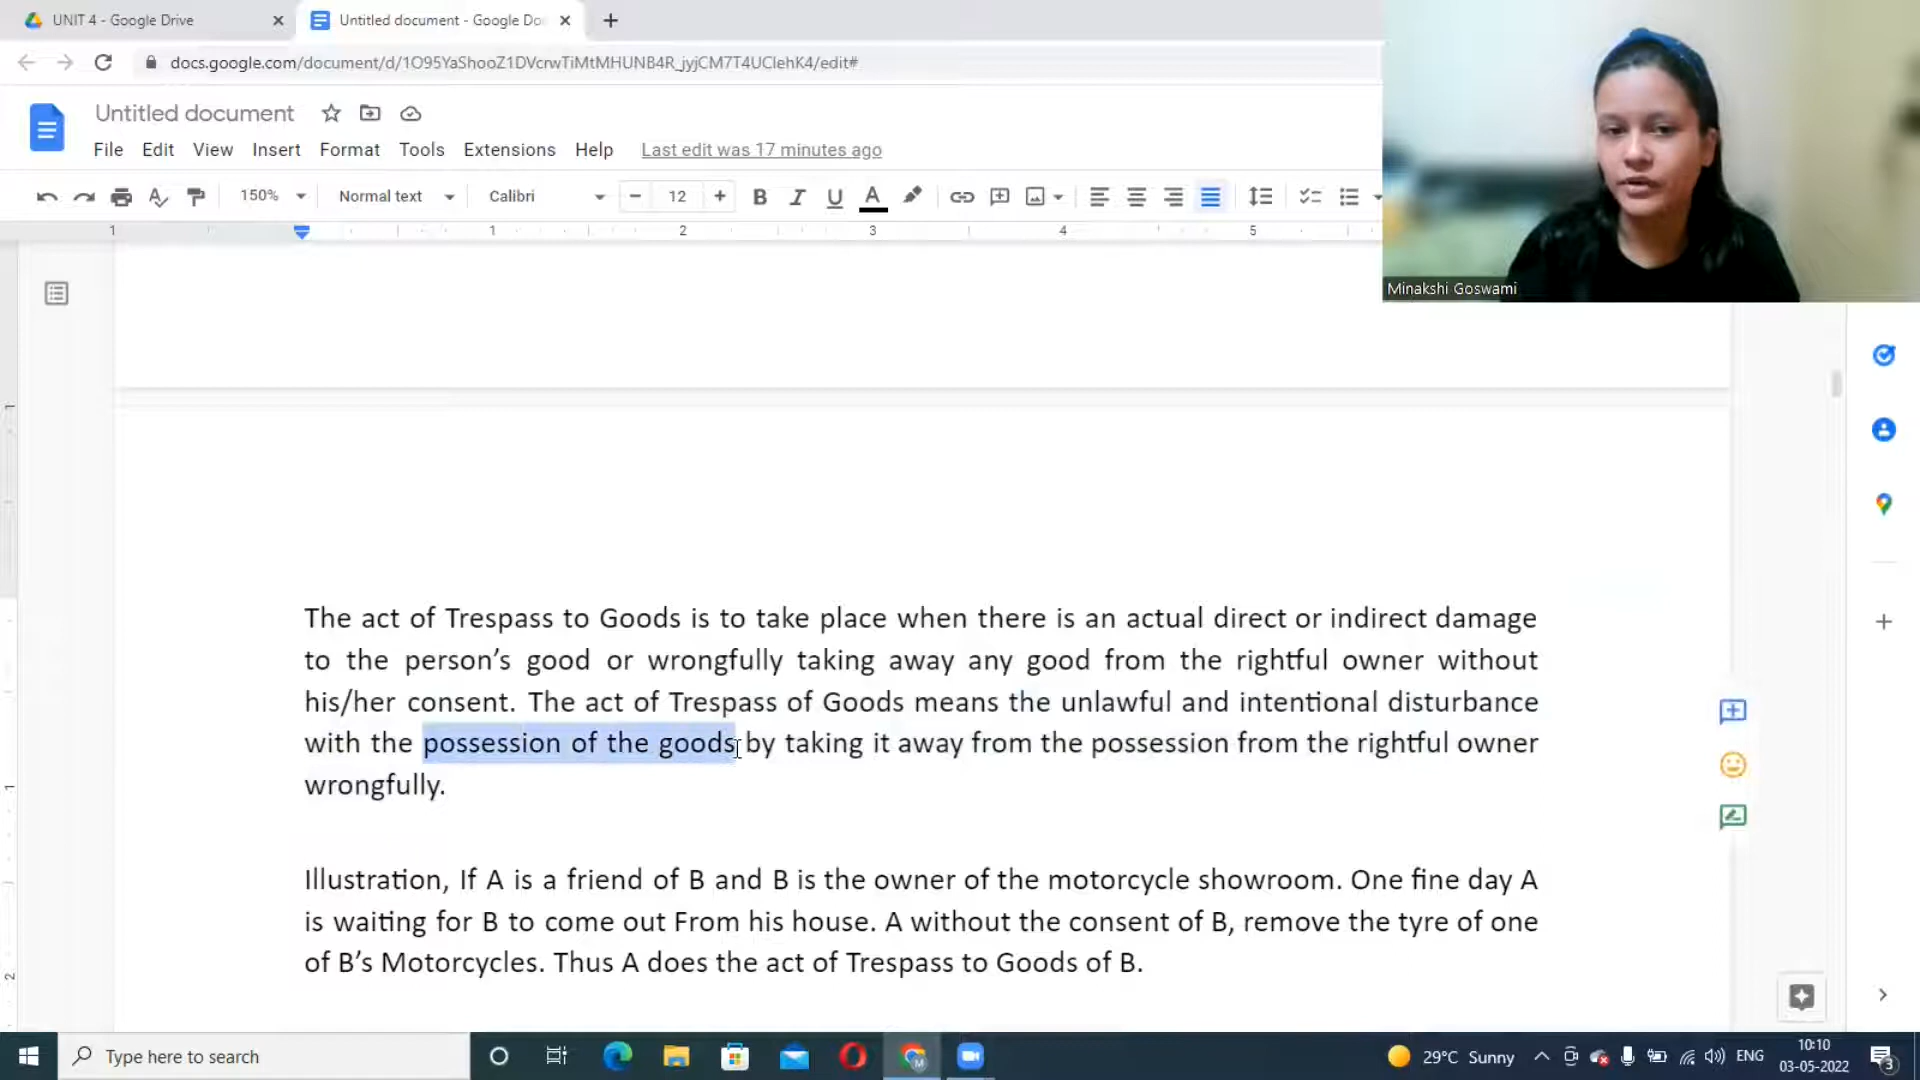 UNIT 4 - Google Drive
Untitled document - Google Do
docs.google.com/document/d/1O95YaShooZ1DVcrwTiMtMHUNB4R_jyjCM7T4UClehK4/edit#
Untitled document
File Edit View Insert Format Tools Extensions Help Last edit was 17 minutes ago
150% Normal text Calibri 12 B I U A
1 1 2 3 4 5
Minakshi Goswami
The act of Trespass to Goods is to take place when there is an actual direct or indirect damage
to the person’s good or wrongfully taking away any good from the rightful owner without
his/her consent. The act of Trespass of Goods means the unlawful and intentional disturbance
with the possession of the goods by taking it away from the possession from the rightful owner
wrongfully.
Illustration, If A is a friend of B and B is the owner of the motorcycle showroom. One fine day A
is waiting for B to come out From his house. A without the consent of B, remove the tyre of one
of B’s Motorcycles. Thus A does the act of Trespass to Goods of B.
Type here to search
29°C Sunny
ENG
10:10
03-05-2022
3